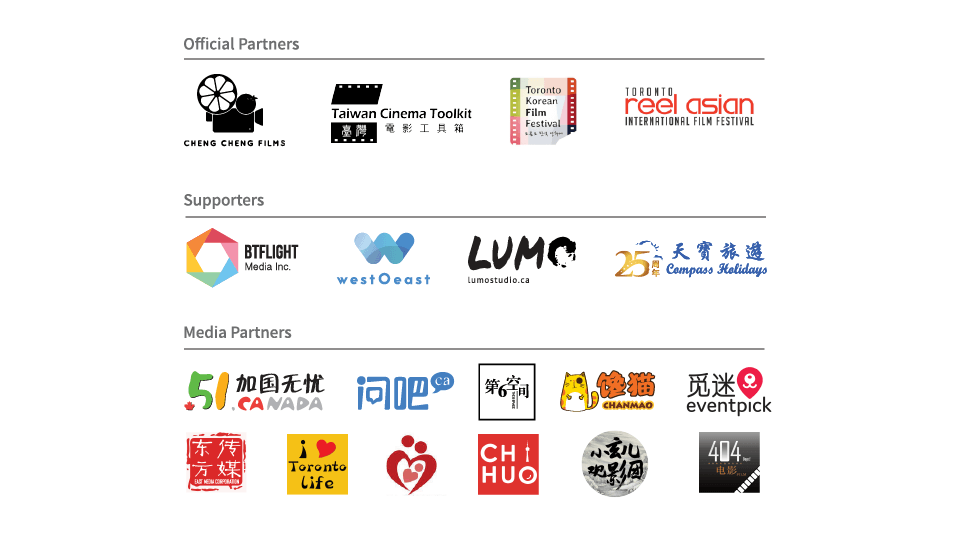 Official Partners
CHENG CHENG FILMS
Taiwan Cinema Toolkit
臺灣 電影工具箱
Toronto
Korean
Film
Festival
TORONTO
reel asian
INTERNATIONAL FILM FESTIVAL
Supporters
BTFLIGHT
Media Inc.
westOeast
LUMO
lumostudio.ca
25周年 天寶旅遊
Compass Holidays
Media Partners
51 加国无忧
.CANADA
问吧 ca
第6空间
馋猫
CHANMAO
觅迷
eventpick
东传
方媒
EAST MEDIA CORPORATION
i
Toronto
life
CHI
HUO
小玄儿
观影团
404
电影